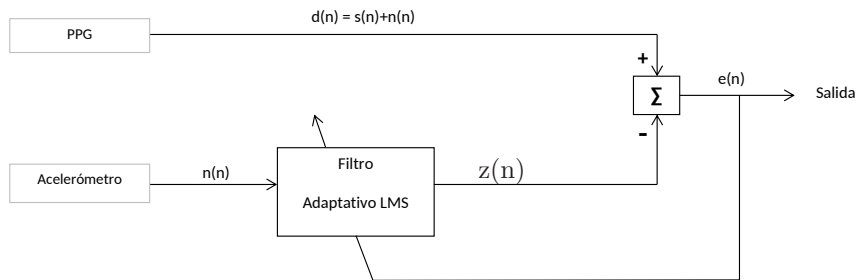 d(n) = s(n)+n(n)
PPG
+
e(n)
Σ
Salida
-
Filtro
Acelerómetro
n(n)
z(n)
Adaptativo LMS